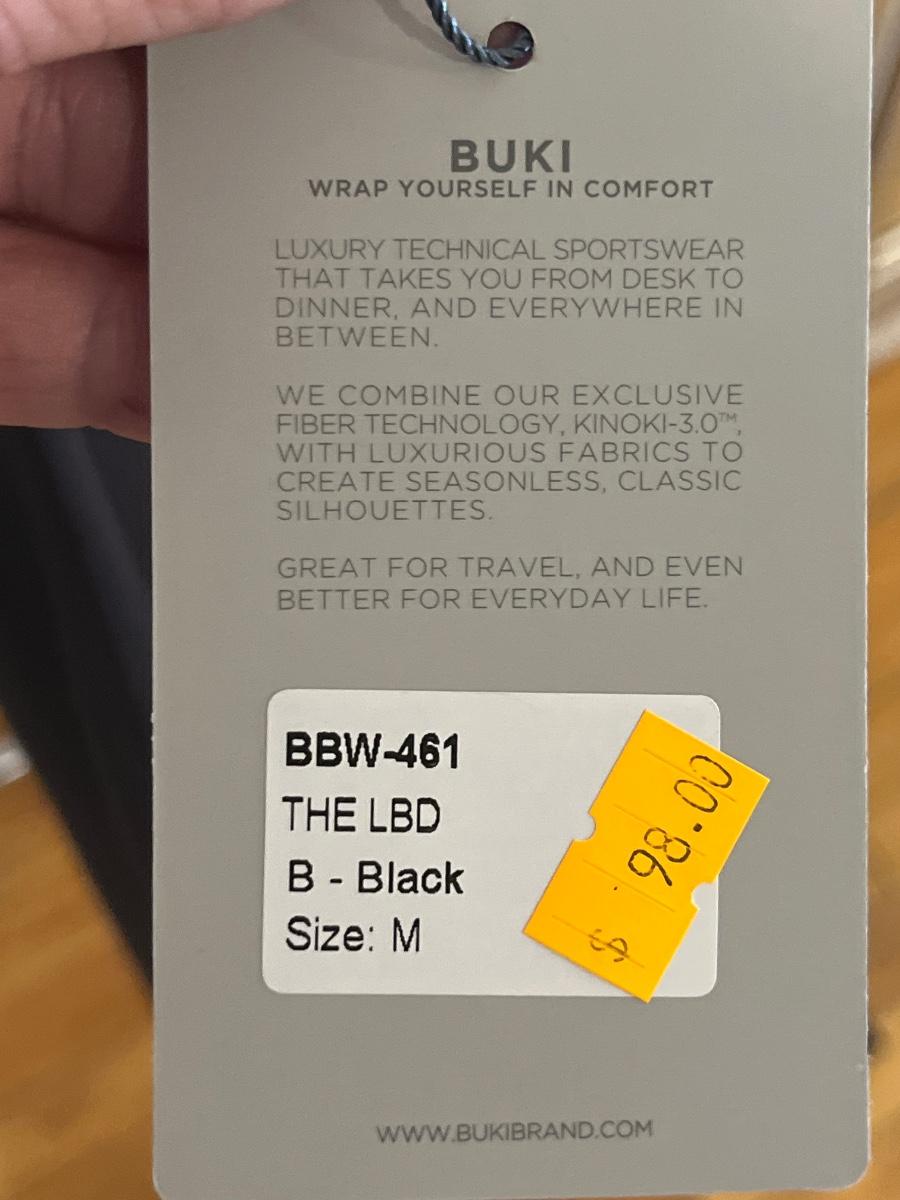 BUKI
WRAP YOURSELF IN COMFORT
LUXURY TECHNICAL SPORTSWEAR
THAT TAKES YOU FROM DESK TO
DINNER, AND EVERYWHERE IN
BETWEEN.
WE COMBINE OUR EXCLUSIVE
FIBER TECHNOLOGY, KINOKI-3.0™,
WITH LUXURIOUS FABRICS TO
CREATE SEASONLESS, CLASSIC
SILHOUETTES.
GREAT FOR TRAVEL, AND EVEN
BETTER FOR EVERYDAY LIFE.
BBW-461
THE LBD
B - Black
Size: M
$ 98.00
WWW.BUKIBRAND.COM